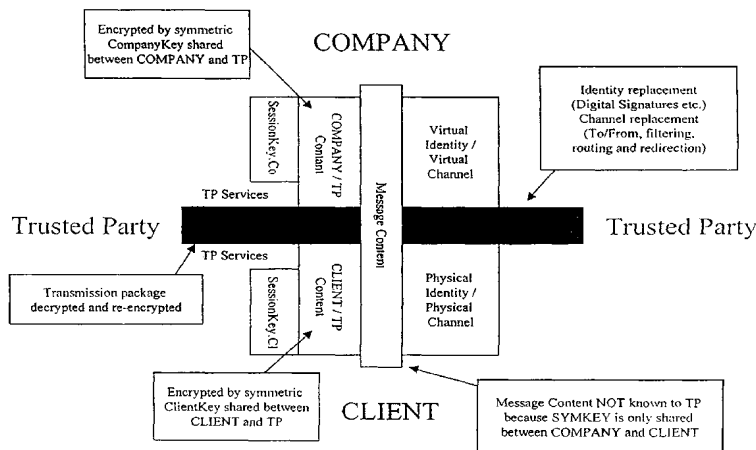 Encrypted by symmetric
CompanyKey shared
between COMPANY and TP
COMPANY
Identity replacement
(Digital Signatures etc.)
Channel replacement
(To/From, filtering,
routing and redirection)
SessionKey.Co
COMPANY / TP
Contant
Message Content
Virtual
Identity /
Virtual
Channel
TP Services
Trusted Party
Trusted Party
TP Services
Transmission package
decrypted and re-encrypted
SessionKey.Cl
CLIENT / TP
Content
Physical
Identity /
Physical
Channel
Encrypted by symmetric
ClientKey shared between
CLIENT and TP
CLIENT
Message Content NOT known to TP
because SYMKEY is only shared
between COMPANY and CLIENT